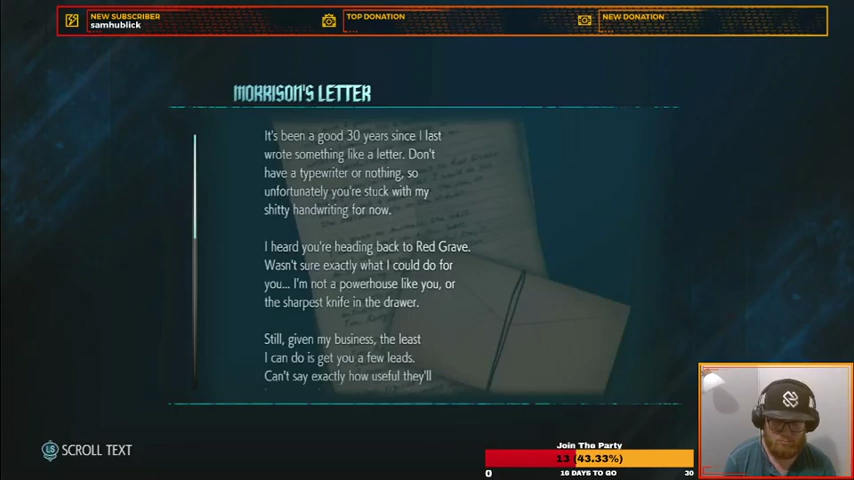 NEW SUBSCRIBER
samhublick
TOP DONATION
....
NEW DONATION
....
MORRISON'S LETTER
It's been a good 30 years since I last
wrote something like a letter. Don't
have a typewriter or nothing, so
unfortunately you're stuck with my
shitty handwriting for now.
I heard you're heading back to Red Grave.
Wasn't sure exactly what I could do for
you... I'm not a powerhouse like you, or
the sharpest knife in the drawer.
Still, given my business, the least
I can do is get you a few leads.
Can't say exactly how useful they'll
LS SCROLL TEXT
Join The Party
13 (43.33%)
0 16 DAYS TO GO 30